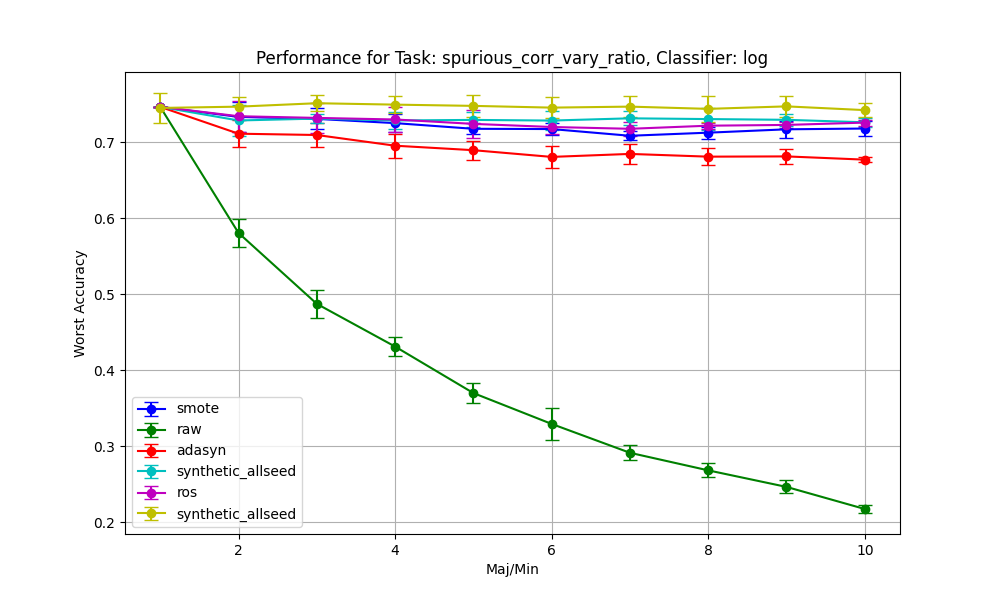 Performance for Task: spurious_corr_vary_ratio, Classifier: log
Worst Accuracy
0.7
0.6
0.5
0.4
0.3
0.2
smote
raw
adasyn
synthetic_allseed
ros
synthetic_allseed
2
4
6
8
10
Maj/Min